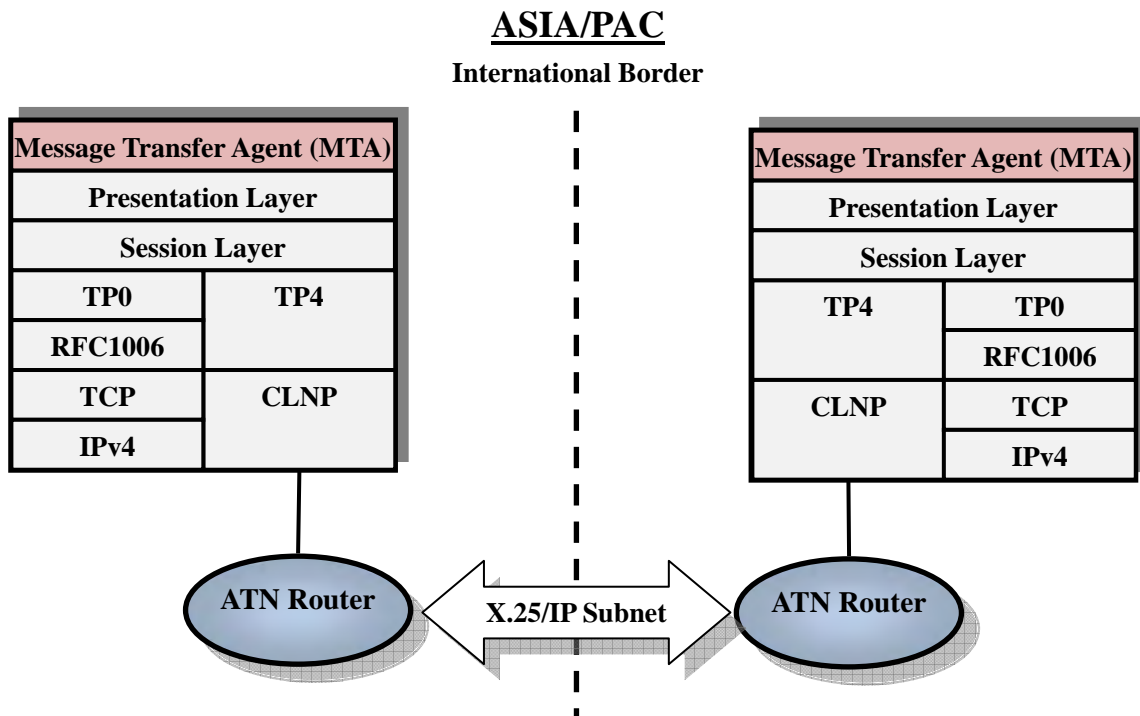 ASIA/PAC
International Border
Message Transfer Agent (MTA)
Presentation Layer
Session Layer
TP0
TP4
RFC1006
TCP
CLNP
IPv4
Message Transfer Agent (MTA)
Presentation Layer
Session Layer
TP4
TP0
RFC1006
CLNP
TCP
IPv4
ATN Router
X.25/IP Subnet
ATN Router